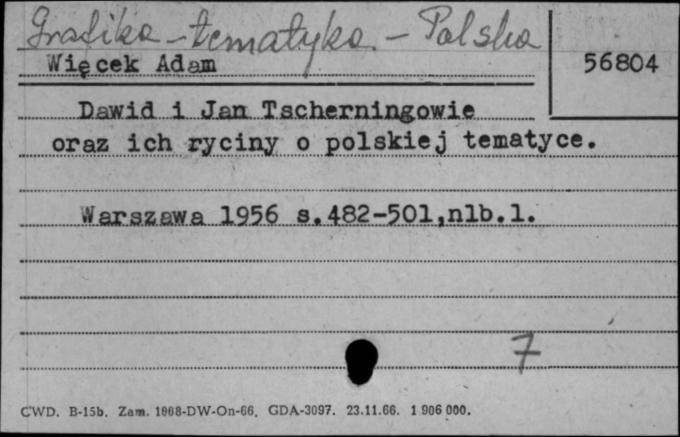 Grafika - tematyka. - Polska
Więcek Adam
56804
Dawid i Jan Tscherningowie
oraz ich ryciny o polskiej tematyce.
Warszawa 1956 s.482-501,nlb.1.
7
CWD. B-15b. Zam. 1068-DW-On-66. GDA-3097. 23.11.66. 1 906 000.